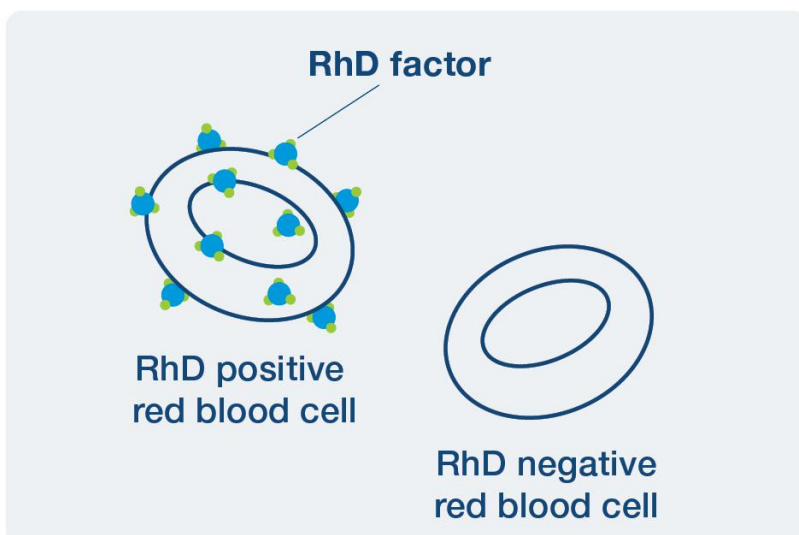 RhD factor
RhD positive
red blood cell
RhD negative
red blood cell